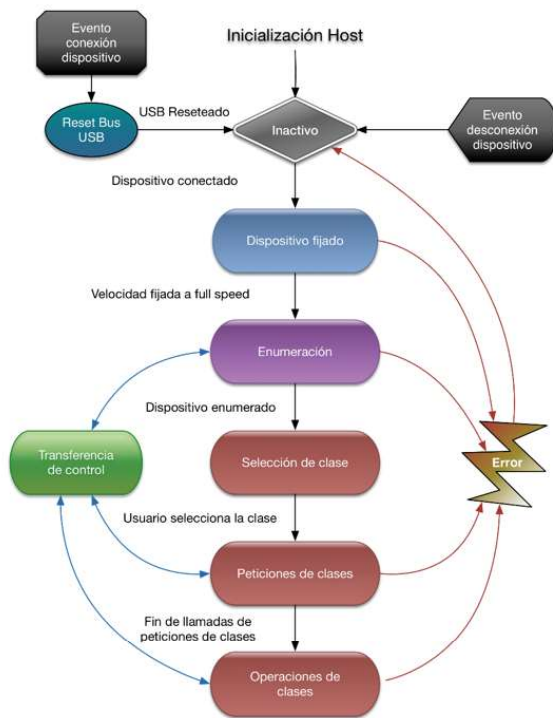 Evento
conexión
dispositivo
Inicialización Host
Reset Bus
USB
USB Reseteado
Inactivo
Evento
desconexión
dispositivo
Dispositivo conectado
Dispositivo fijado
Velocidad fijada a full speed
Enumeración
Dispositivo enumerado
Transferencia
de control
Selección de clase
Error
Usuario selecciona la clase
Peticiones de clases
Fin de llamadas de
peticiones de clases
Operaciones de
clases